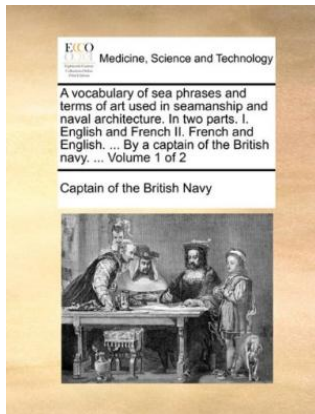 ECCO
Medicine, Science and Technology
A vocabulary of sea phrases and
terms of art used in seamanship and
naval architecture. In two parts. I.
English and French II. French and
English. ... By a captain of the British
navy. ... Volume 1 of 2
Captain of the British Navy